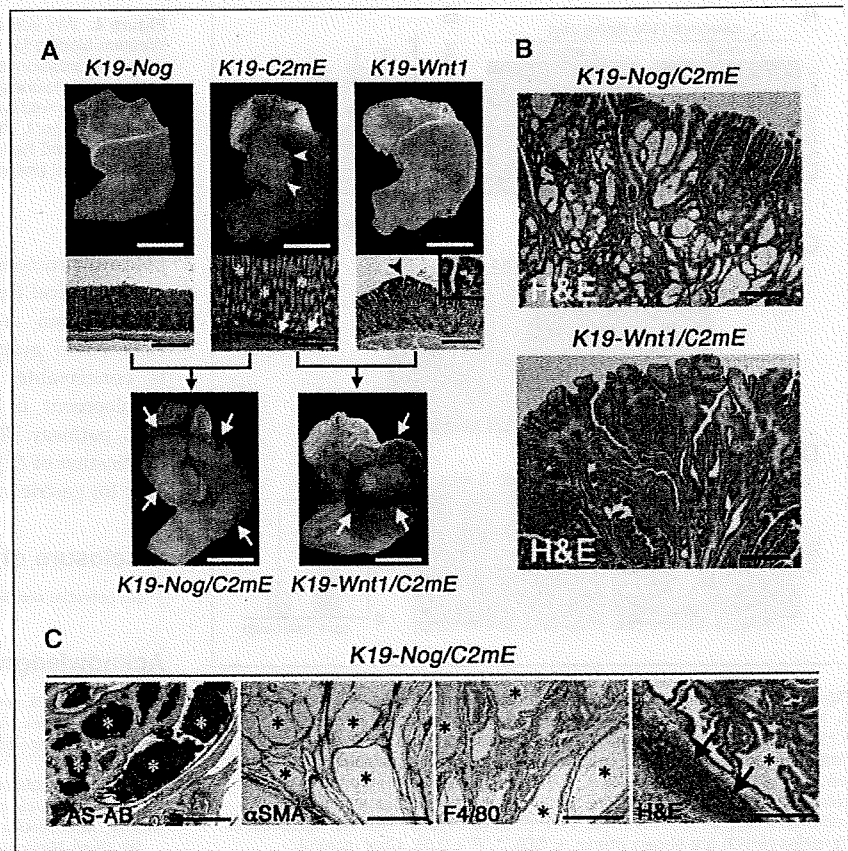 A
K19-Nog K19-C2mE K19-Wnt1
K19-Nog/C2mE K19-Wnt1/C2mE
B
K19-Nog/C2mE
H&E
K19-Wnt1/C2mE
H&E
C
K19-Nog/C2mE
PAS-AB αSMA F4/80 H&E